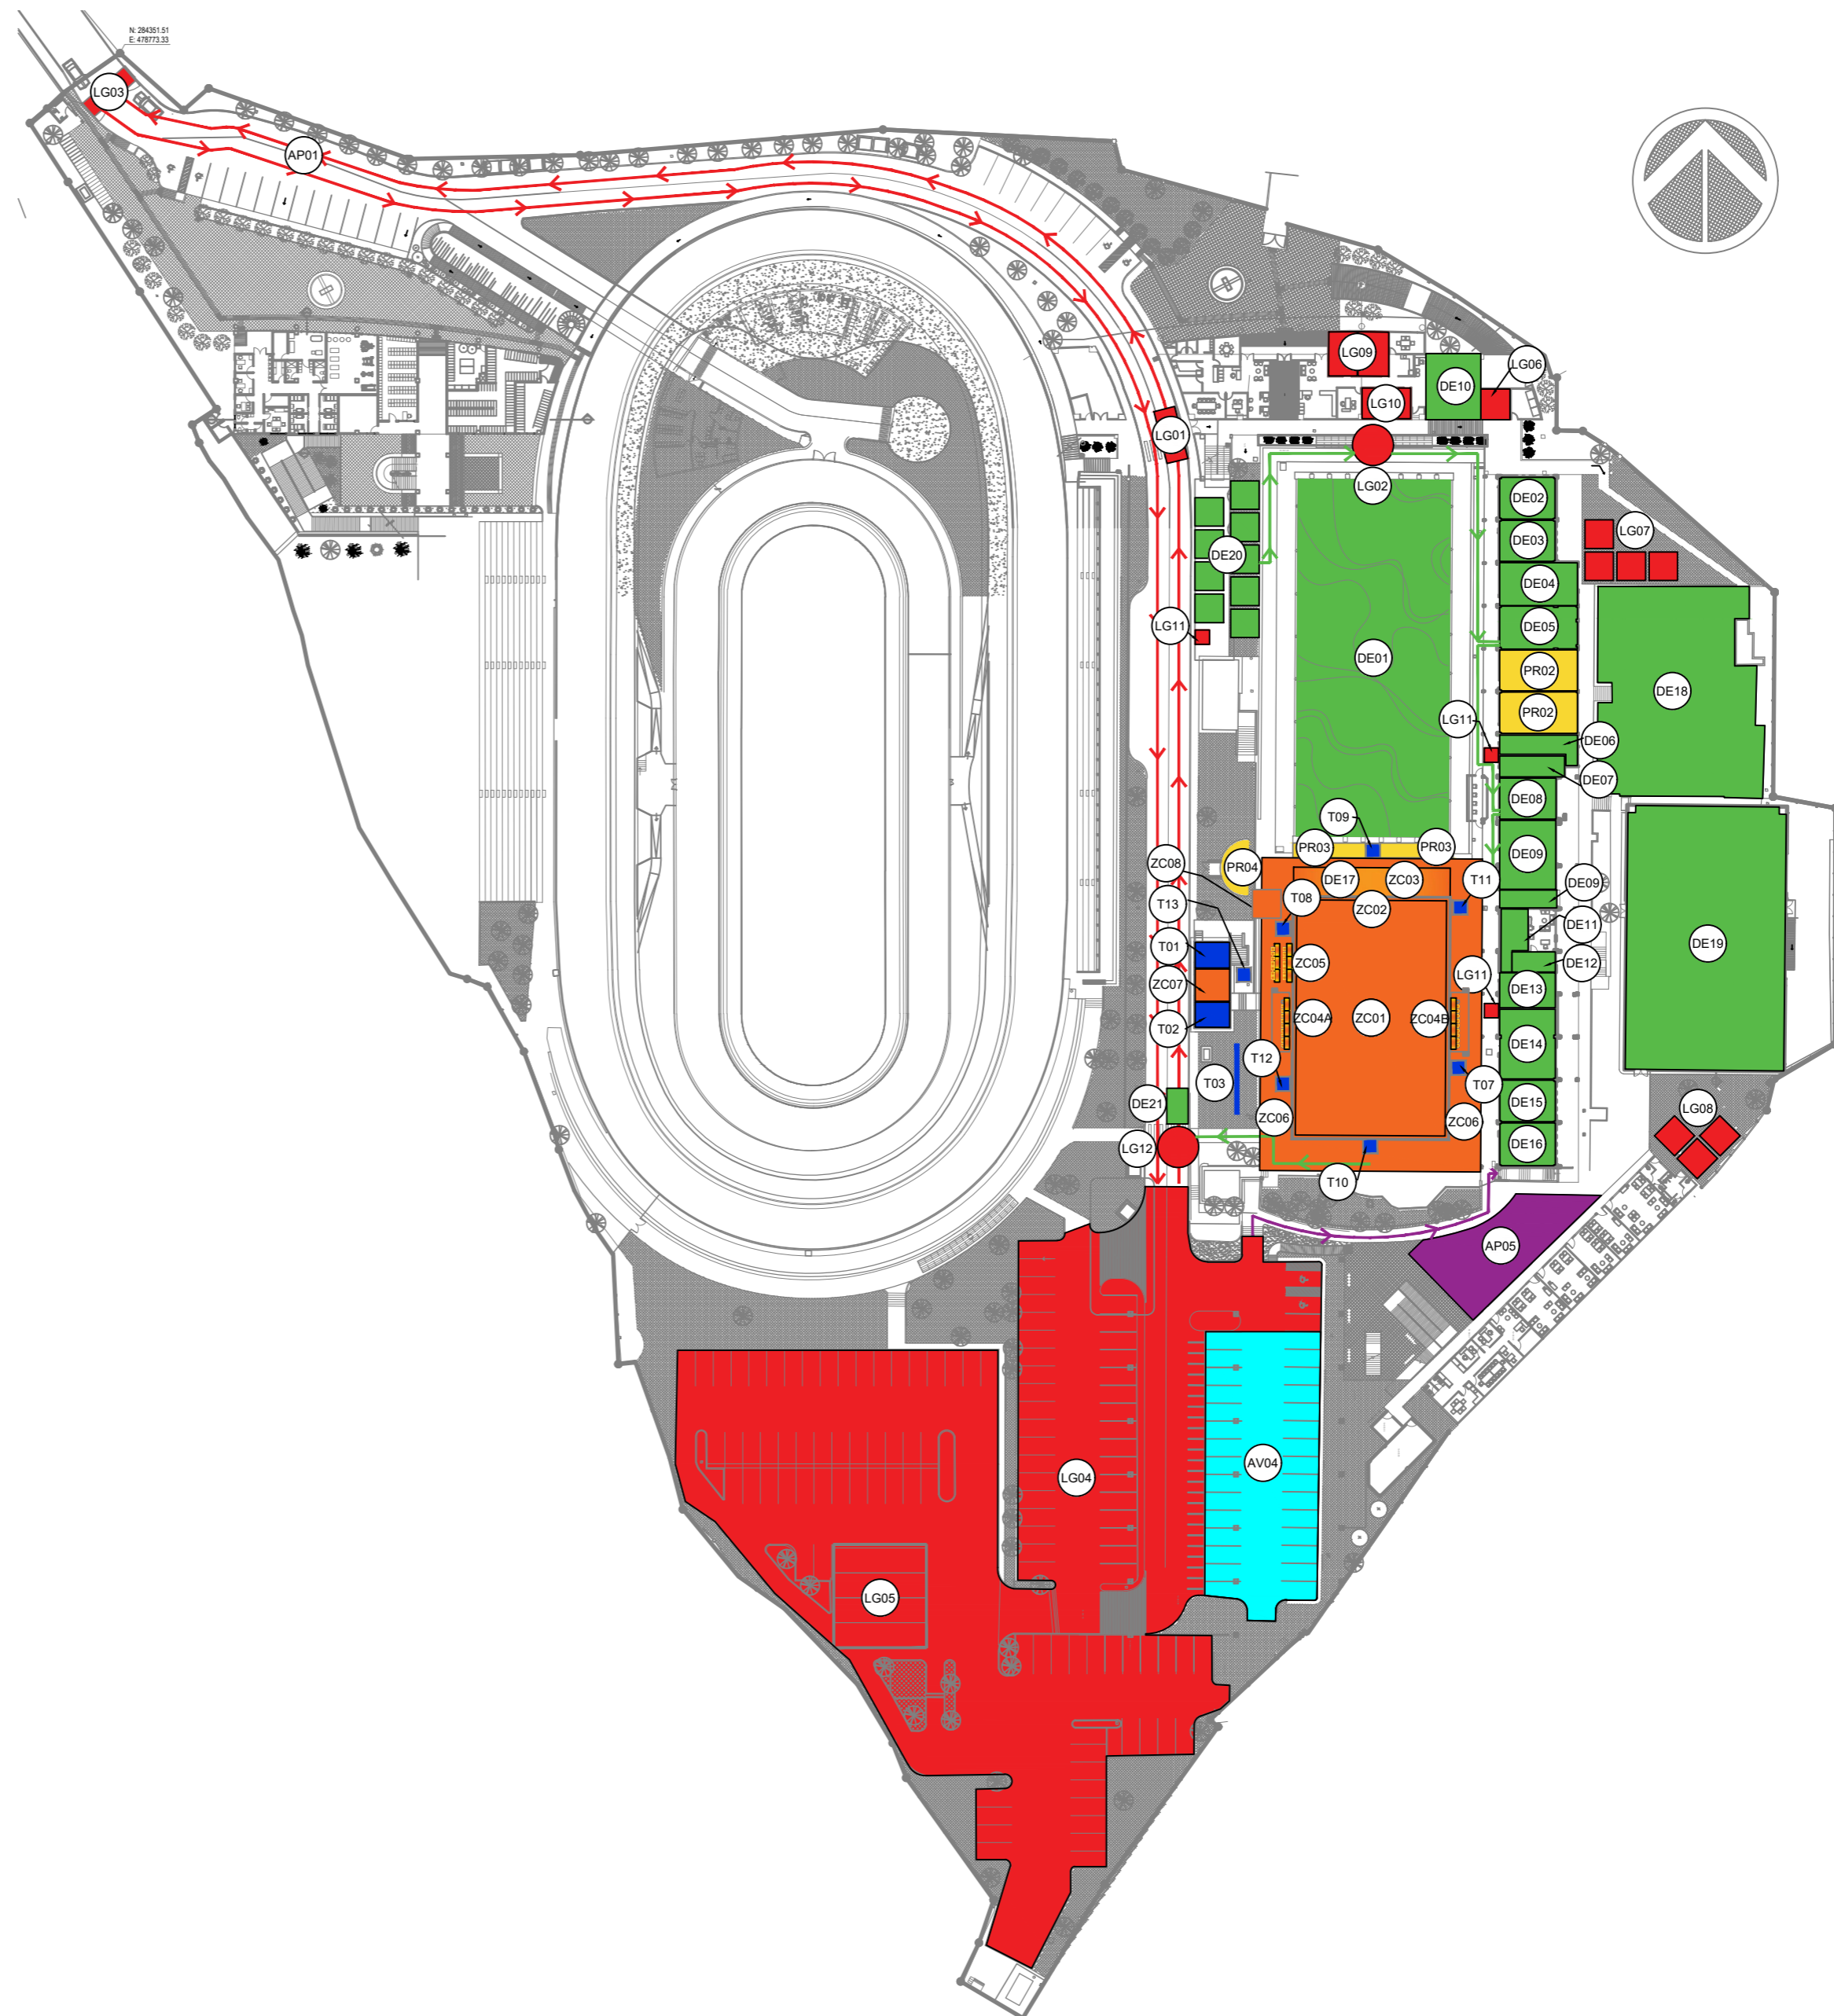 N: 284351.51
E: 478773.33
LG03
AP01
LG09
LG06
DE10
LG10
LG01
LG02
DE02
DE03
LG07
DE20
DE04
LG11
DE05
DE01
PR02
DE18
PR02
LG11
DE06
DE07
DE08
T09
PR03
PR03
ZC08
PR04
DE09
DE17
ZC03
T11
DE09
T13
T08
ZC02
DE11
T01
DE19
ZC05
DE12
LG11
ZC07
DE13
ZC04A
ZC01
ZC04B
T02
DE14
T12
T03
T07
DE21
DE15
ZC06
ZC06
LG08
LG12
DE16
T10
AP05
AV04
LG04
LG05